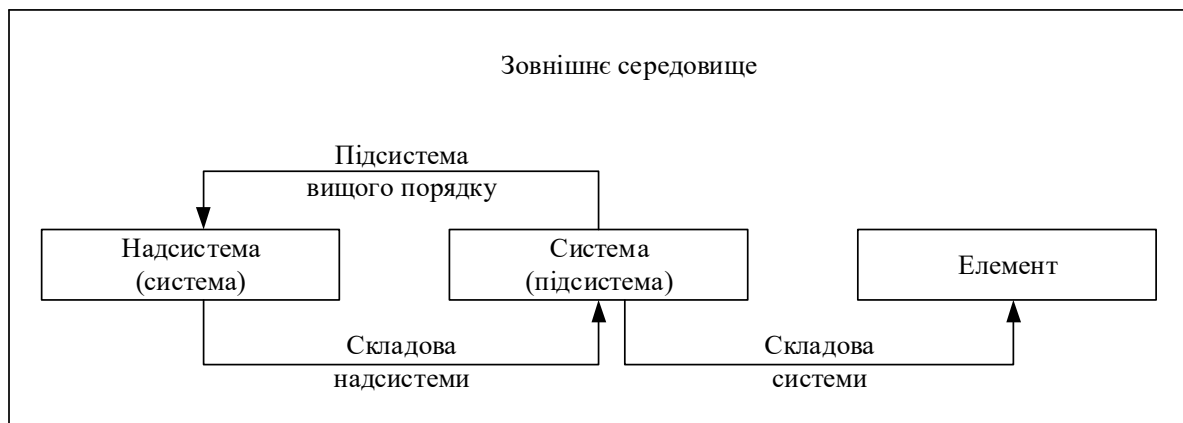 Зовнішнє середовище
Підсистема
вищого порядку
Надсистема
(система)
Система
(підсистема)
Елемент
Складова
надсистеми
Складова
системи